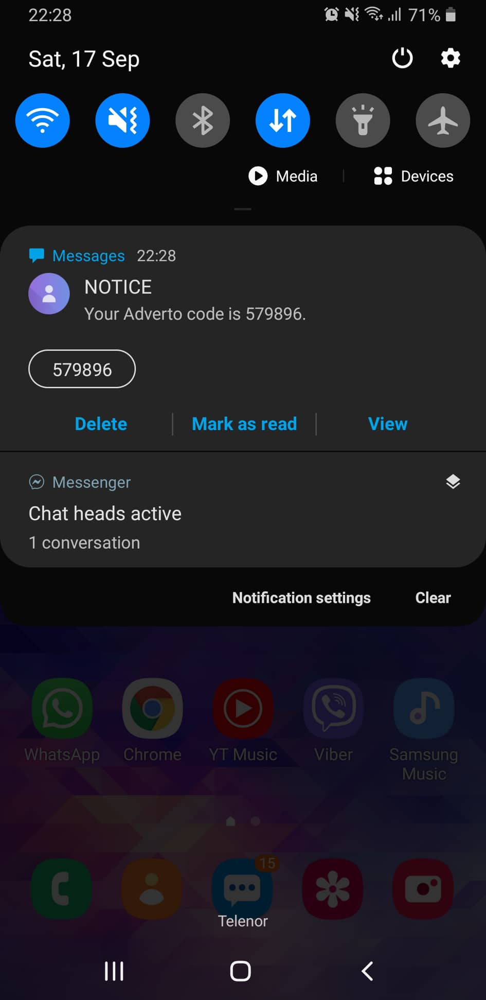 22:28
71%
Sat, 17 Sep
Media
Devices
Messages 22:28
NOTICE
Your Adverto code is 579896.
579896
Delete
Mark as read
View
Messenger
Chat heads active
1 conversation
Notification settings
Clear
WhatsApp
Chrome
YT Music
Viber
Samsung
Music
15
Telenor